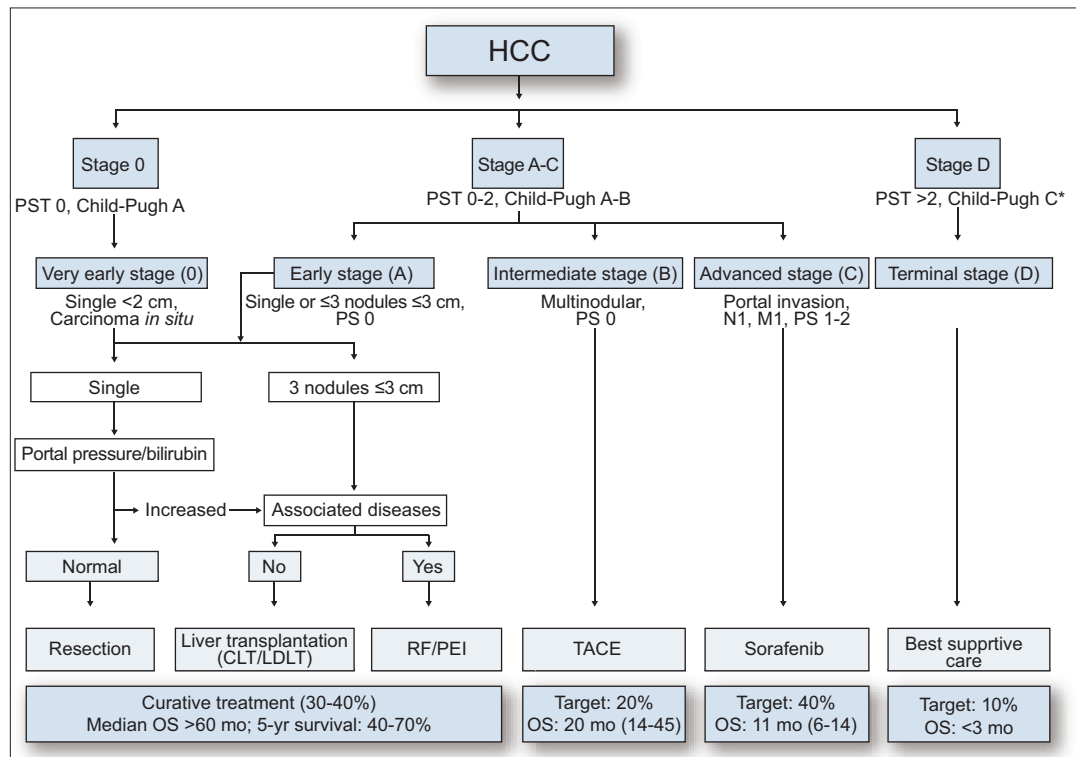 HCC
Stage 0
Stage A-C
Stage D
PST 0, Child-Pugh A
PST 0-2, Child-Pugh A-B
PST >2, Child-Pugh C*
Very early stage (0)
Early stage (A)
Intermediate stage (B)
Advanced stage (C)
Terminal stage (D)
Single <2 cm,
Carcinoma in situ
Single or ≤3 nodules ≤3 cm,
PS 0
Multinodular,
PS 0
Portal invasion,
N1, M1, PS 1-2
Single
3 nodules ≤3 cm
Portal pressure/bilirubin
Increased
Associated diseases
Normal
No
Yes
Resection
Liver transplantation
(CLT/LDLT)
RF/PEI
TACE
Sorafenib
Best supprtive
care
Curative treatment (30-40%)
Median OS >60 mo; 5-yr survival: 40-70%
Target: 20%
OS: 20 mo (14-45)
Target: 40%
OS: 11 mo (6-14)
Target: 10%
OS: <3 mo